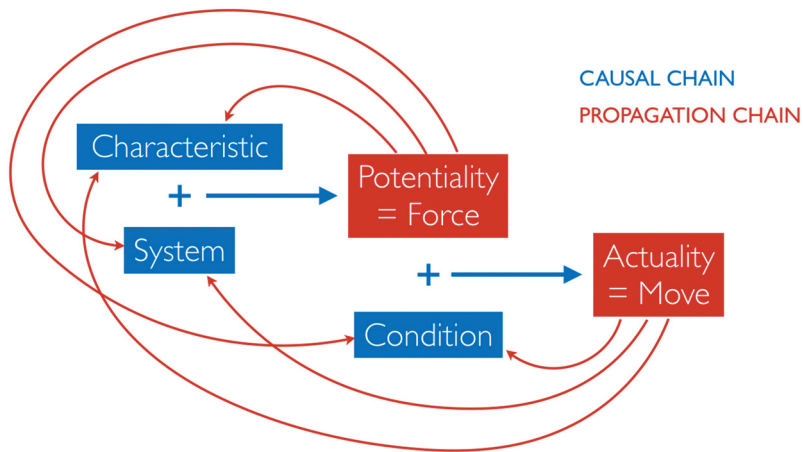 CAUSAL CHAIN
PROPAGATION CHAIN
Characteristic
+
Potentiality
= Force
System
+
Actuality
= Move
Condition